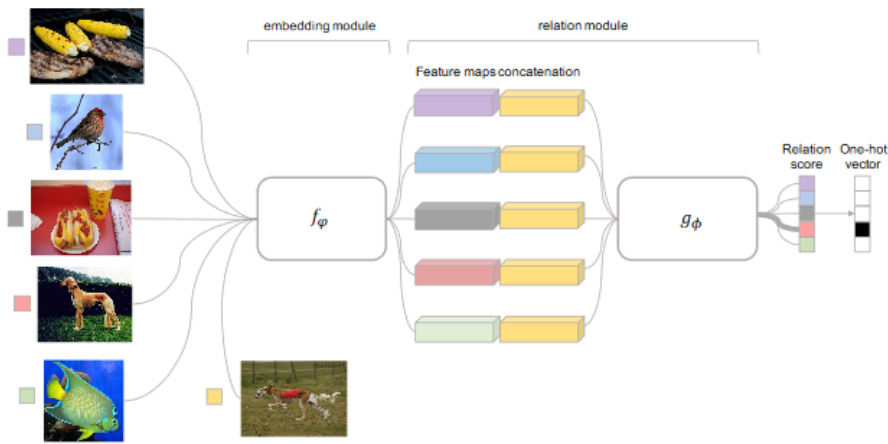 embedding module
relation module
Feature maps concatenation
Relation
score
One-hot
vector
fφ
gϕ